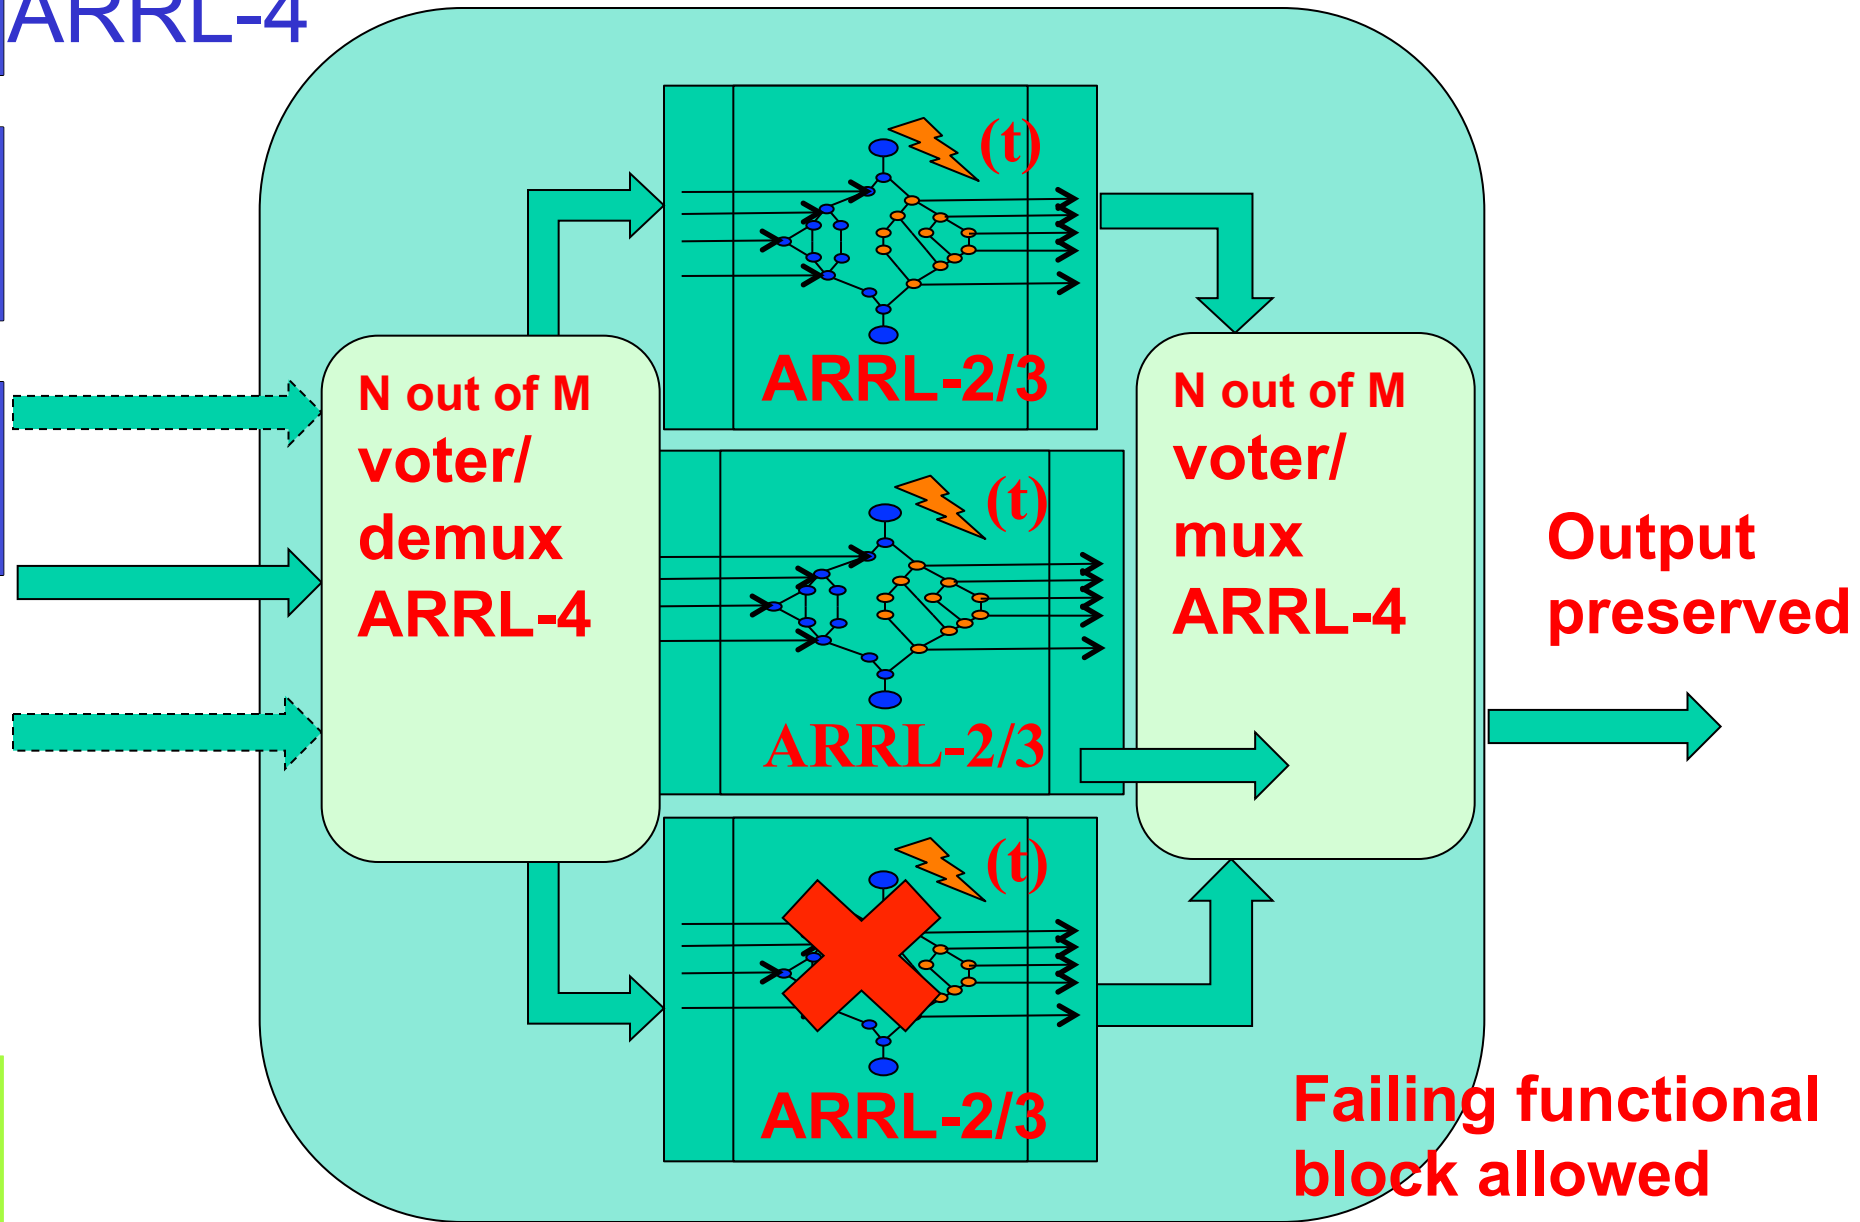 ARRL-4
(t)
ARRL-2/3
N out of M
voter/
demux
ARRL-4
(t)
ARRL-2/3
N out of M
voter/
mux
ARRL-4
Output
preserved
(t)
ARRL-2/3
Failing functional
block allowed